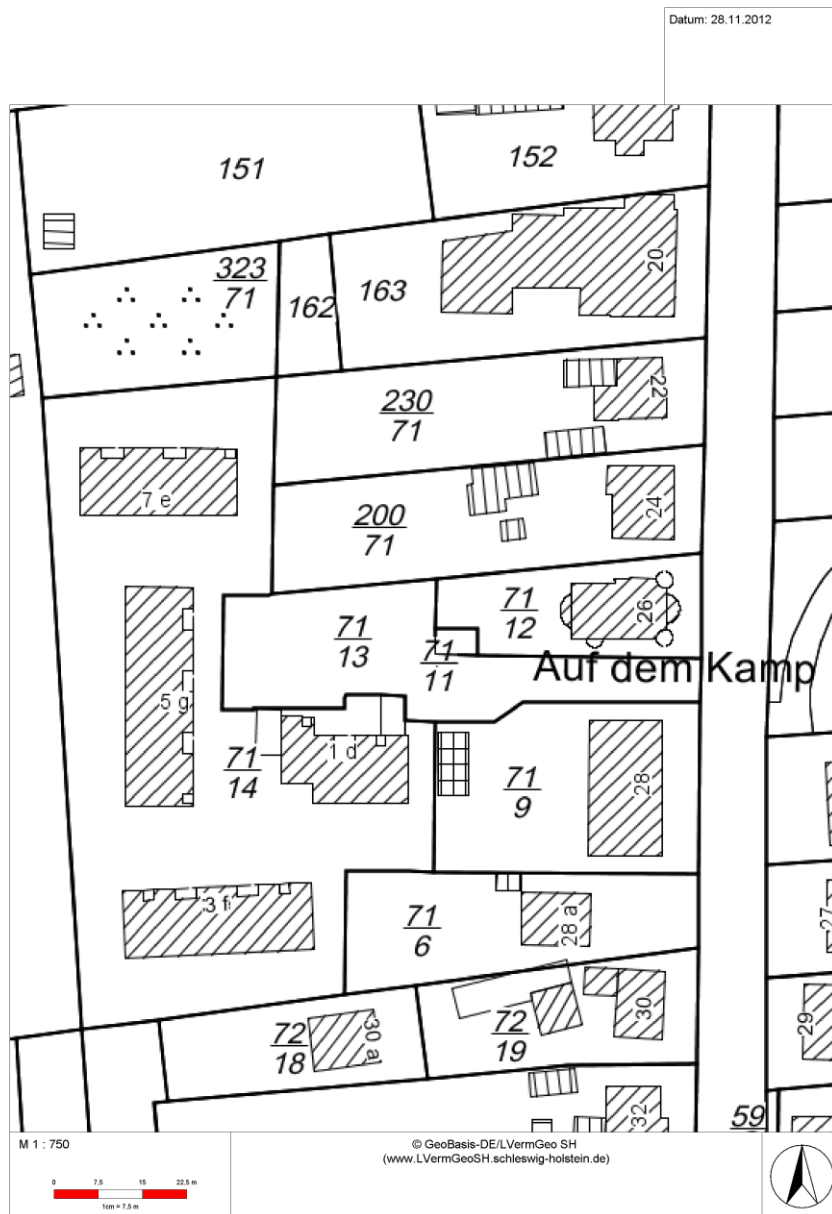 Datum: 28.11.2012
151
152
323
71
162
163
20
230
71
22
7 e
200
71
24
71
12
26
71
13
71
11
Auf dem Kamp
5 g
71
14
1 d
71
9
28
3 f
71
6
28 a
27
72
18
30 a
72
19
30
29
32
59
M 1 : 750
0 7,5 15 22,5 m
1cm = 7,5 m
© GeoBasis-DE/LVermGeo SH
(www.LVermGeoSH.schleswig-holstein.de)